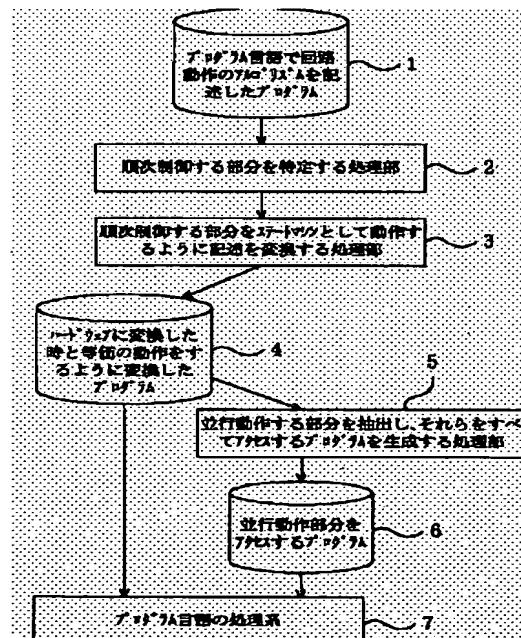 プログラム言語で回路
動作のアルゴリズムを記
述したプログラム
1
順次制御する部分を特定する処理部
2
順次制御する部分をステートマシンとして動作す
るように記述を変換する処理部
3
ハードウェアに変換した
時と等価の動作をす
るように変換した
プログラム
4
5
並行動作する部分を抽出し、それらをすべ
てアクセスするプログラムを生成する処理部
並行動作部分を
アクセスするプログラム
6
プログラム言語の処理系
7